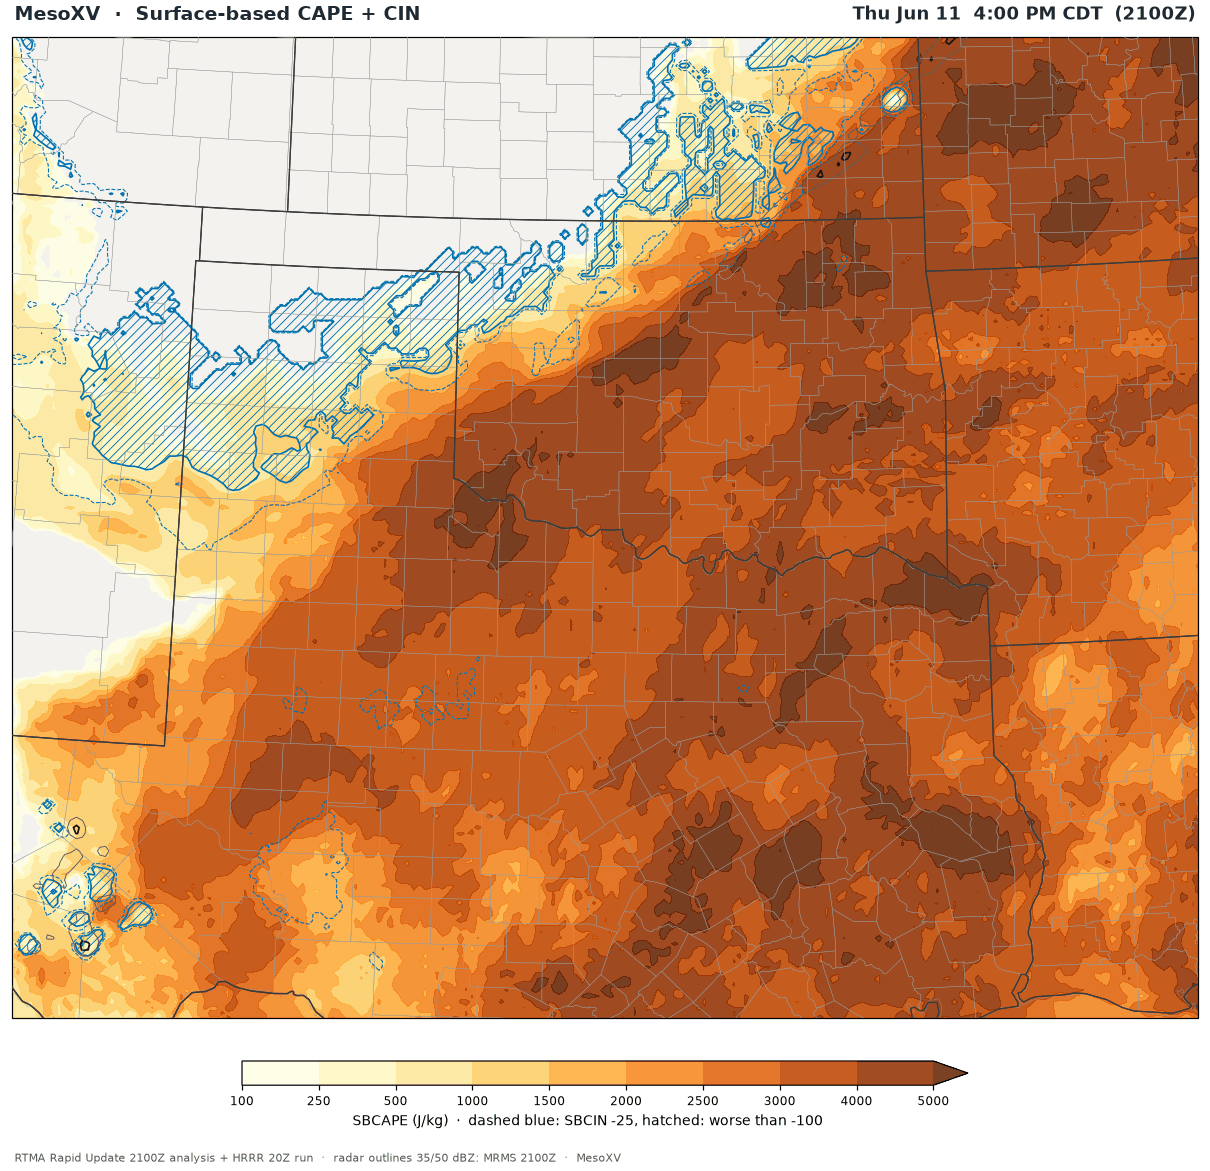 MesoXV · Surface-based CAPE + CIN
Thu Jun 11 4:00 PM CDT (2100Z)
100 250 500 1000 1500 2000 2500 3000 4000 5000
SBCAPE (J/kg) · dashed blue: SBCIN -25, hatched: worse than -100
RTMA Rapid Update 2100Z analysis + HRRR 20Z run · radar outlines 35/50 dBZ: MRMS 2100Z · MesoXV